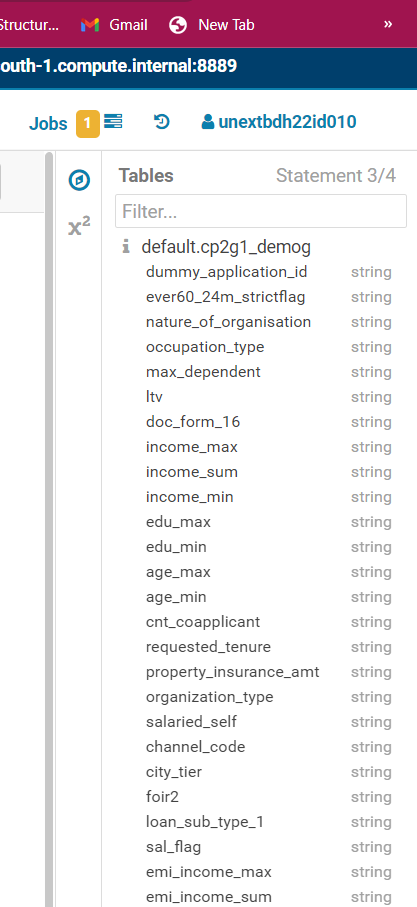 Structur... Gmail New Tab »
outh-1.compute.internal:8889
Jobs 1 unextbdh22id010
Tables Statement 3/4
x²
Filter...
default.cp2g1_demog
dummy_application_id string
ever60_24m_strictflag string
nature_of_organisation string
occupation_type string
max_dependent string
ltv string
doc_form_16 string
income_max string
income_sum string
income_min string
edu_max string
edu_min string
age_max string
age_min string
cnt_coapplicant string
requested_tenure string
property_insurance_amt string
organization_type string
salaried_self string
channel_code string
city_tier string
foir2 string
loan_sub_type_1 string
sal_flag string
emi_income_max string
emi_income_sum string